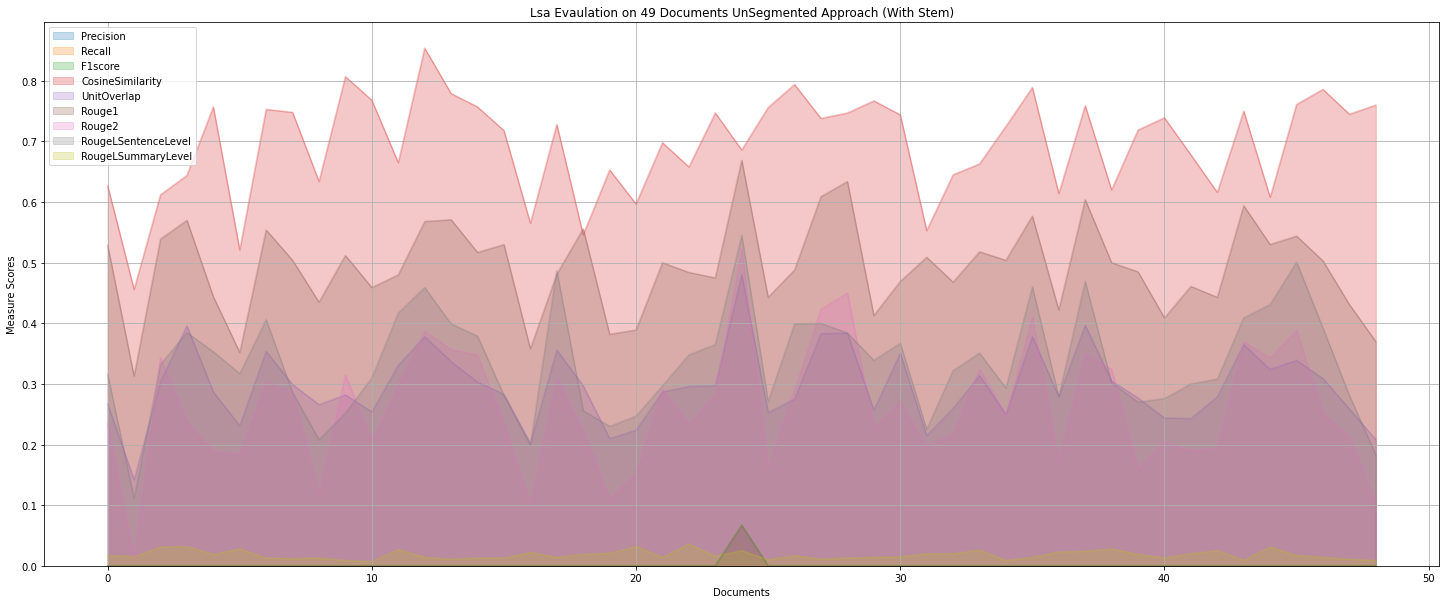 Lsa Evaulation on 49 Documents UnSegmented Approach (With Stem)
Precision
Recall
F1score
CosineSimilarity
UnitOverlap
Rouge1
Rouge2
RougeLSentenceLevel
RougeLSummaryLevel
Measure Scores
0.8
0.7
0.6
0.5
0.4
0.3
0.2
0.1
0.0
0 10 20 30 40 50
Documents